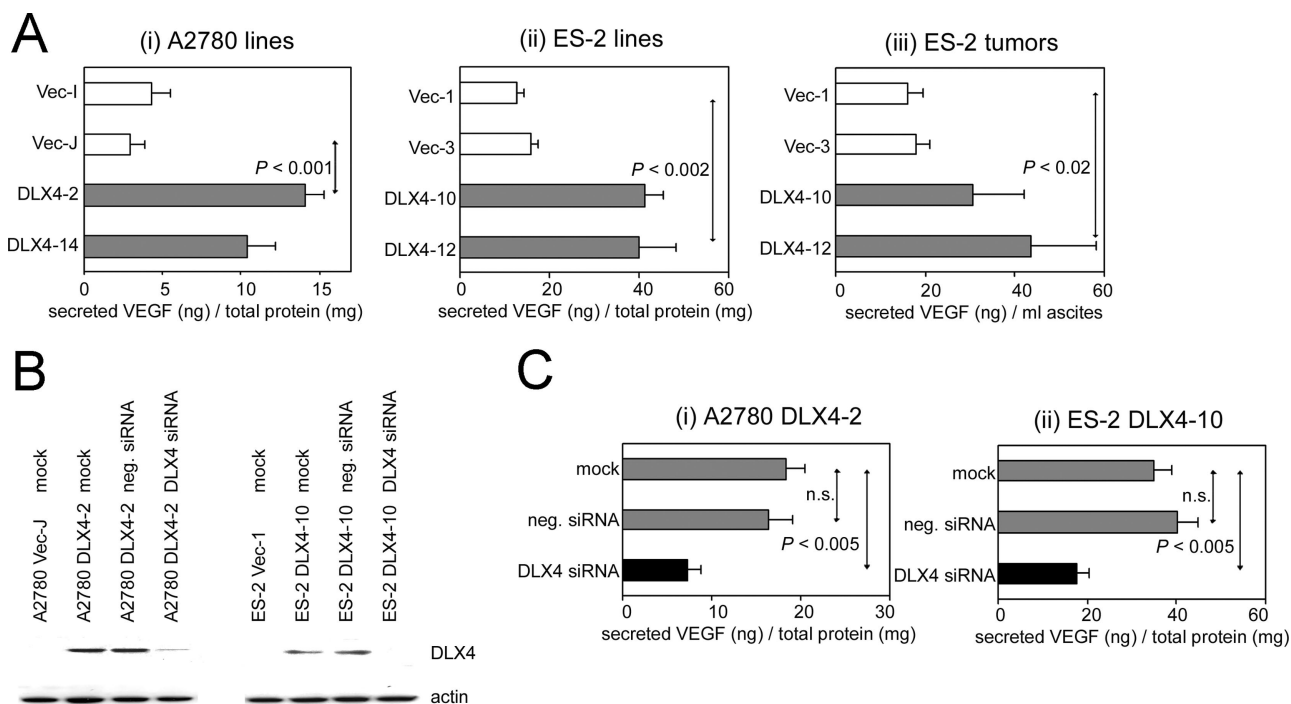 A
(i) A2780 lines
Vec-I
Vec-J
DLX4-2
DLX4-14
P < 0.001
0 5 10 15
secreted VEGF (ng) / total protein (mg)
(ii) ES-2 lines
Vec-1
Vec-3
DLX4-10
DLX4-12
P < 0.002
0 20 40 60
secreted VEGF (ng) / total protein (mg)
(iii) ES-2 tumors
Vec-1
Vec-3
DLX4-10
DLX4-12
P < 0.02
0 20 40 60
secreted VEGF (ng) / ml ascites
B
A2780 Vec-J mock
A2780 DLX4-2 mock
A2780 DLX4-2 neg. siRNA
A2780 DLX4-2 DLX4 siRNA
ES-2 Vec-1 mock
ES-2 DLX4-10 mock
ES-2 DLX4-10 neg. siRNA
ES-2 DLX4-10 DLX4 siRNA
DLX4
actin
C
(i) A2780 DLX4-2
mock
neg. siRNA
DLX4 siRNA
n.s.
P < 0.005
0 10 20 30
secreted VEGF (ng) / total protein (mg)
(ii) ES-2 DLX4-10
mock
neg. siRNA
DLX4 siRNA
n.s.
P < 0.005
0 20 40 60
secreted VEGF (ng) / total protein (mg)